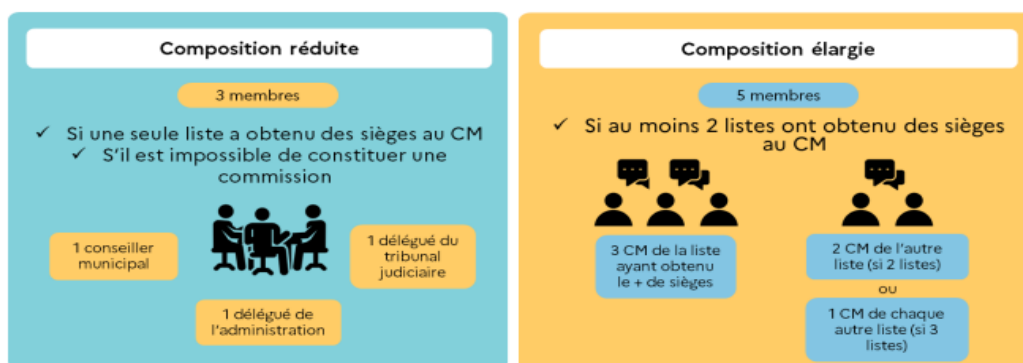 Composition réduite
3 membres
✓ Si une seule liste a obtenu des sièges au CM
✓ S'il est impossible de constituer une
commission
1 conseiller
municipal
1 délégué du
tribunal
judiciaire
1 délégué de
l'administration
Composition élargie
5 membres
✓ Si au moins 2 listes ont obtenu des sièges
au CM
3 CM de la liste
ayant obtenu
le + de sièges
2 CM de l'autre
liste (si 2 listes)
ou
1 CM de chaque
autre liste (si 3
listes)